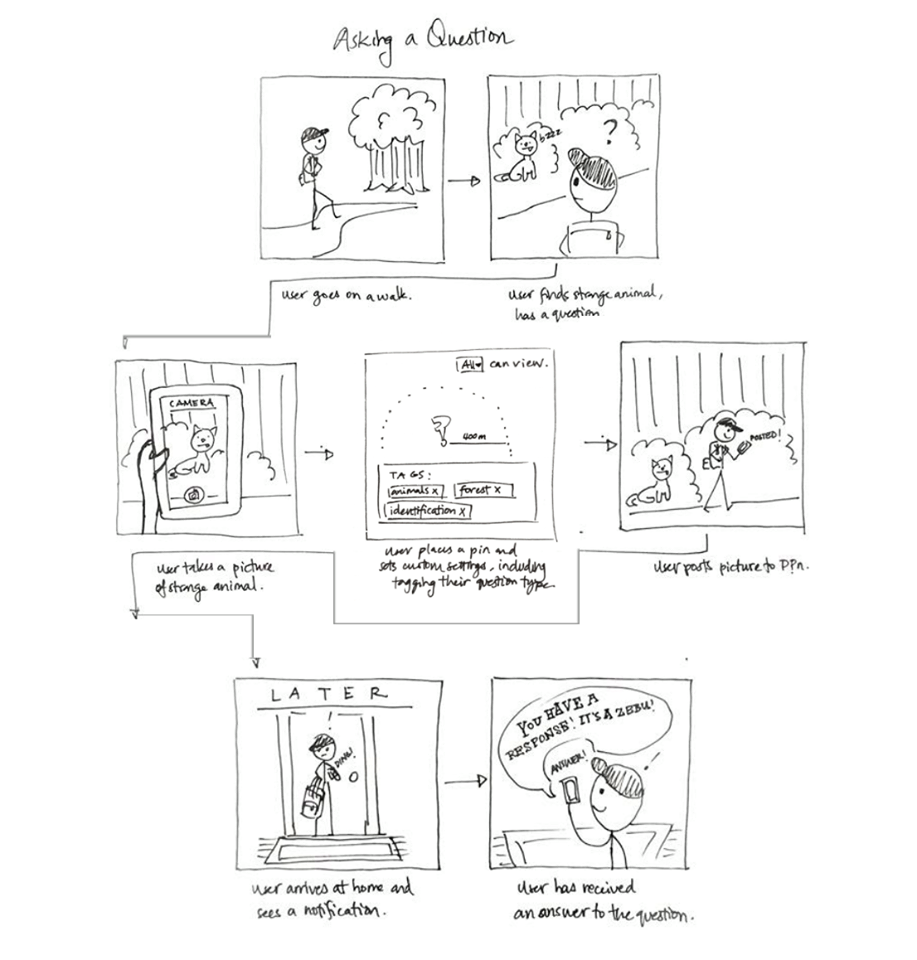 Asking a Question
bzzz
?
user goes on a walk.
user finds strange animal,
has a question
CAMERA
All can view.
?
400m
TAGS:
animals x forest x
identification x
POSTED!
user takes a picture
of strange animal.
user places a pin and
sets custom settings, including
tagging their question type.
user posts picture to P?n.
LATER
DING!
YOU HAVE A
RESPONSE! IT'S A ZEBU!
ANSWER!
user arrives at home and
sees a notification.
user has received
an answer to the question.